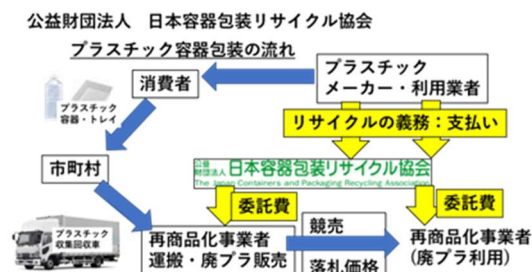 公益財団法人　日本容器包装リサイクル協会
プラスチック容器包装の流れ
消費者
プラスチック
メーカー・利用業者
プラスチック
容器・トレイ
リサイクルの義務：支払い
市町村
公益
財団法人 日本容器包装リサイクル協会
The Japan Containers and Packaging Recycling Association
委託費
委託費
プラスチック
収集回収車
再商品化事業者
運搬・廃プラ販売
競売
落札価格
再商品化事業者
(廃プラ利用)